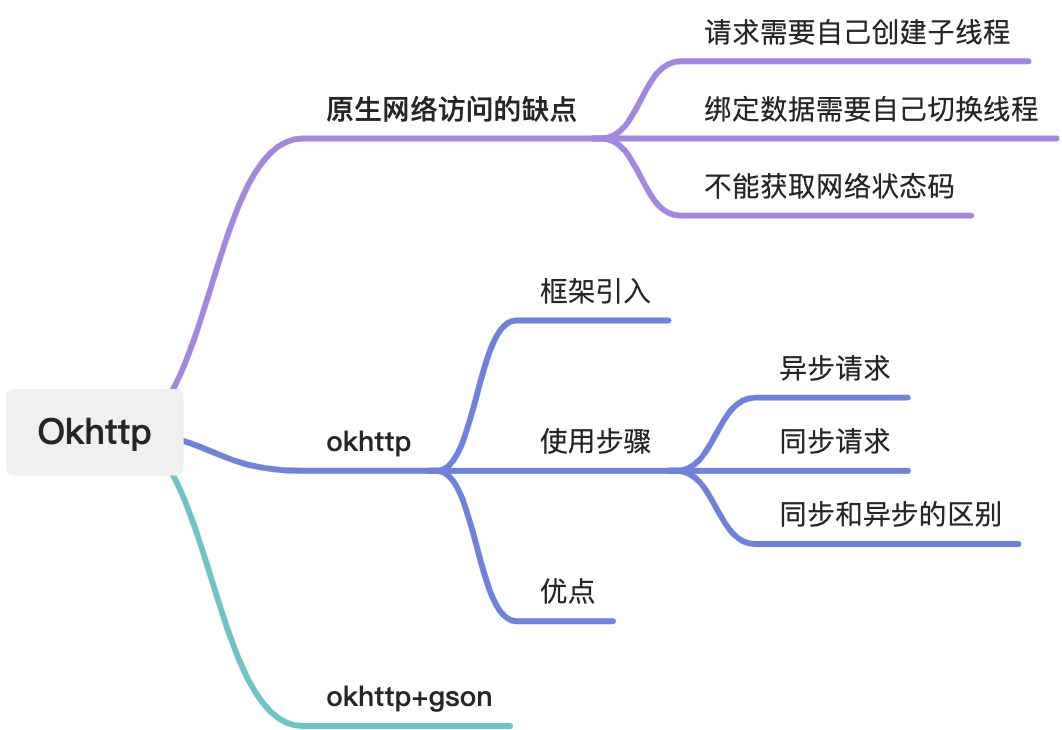 Okhttp
原生网络访问的缺点
请求需要自己创建子线程
绑定数据需要自己切换线程
不能获取网络状态码
okhttp
框架引入
使用步骤
异步请求
同步请求
同步和异步的区别
优点
okhttp+gson